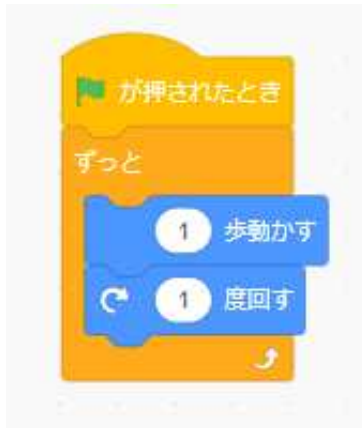 が押されたとき
ずっと
1 歩動かす
1 度回す